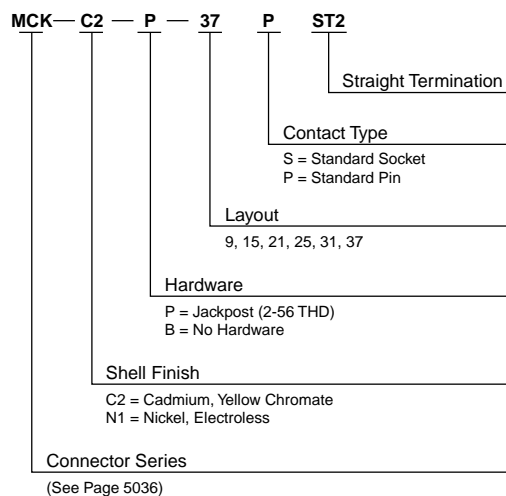 MCK — C2 — P — 37 P ST2
Straight Termination
Contact Type
S = Standard Socket
P = Standard Pin
Layout
9, 15, 21, 25, 31, 37
Hardware
P = Jackpost (2-56 THD)
B = No Hardware
Shell Finish
C2 = Cadmium, Yellow Chromate
N1 = Nickel, Electroless
Connector Series
(See Page 5036)